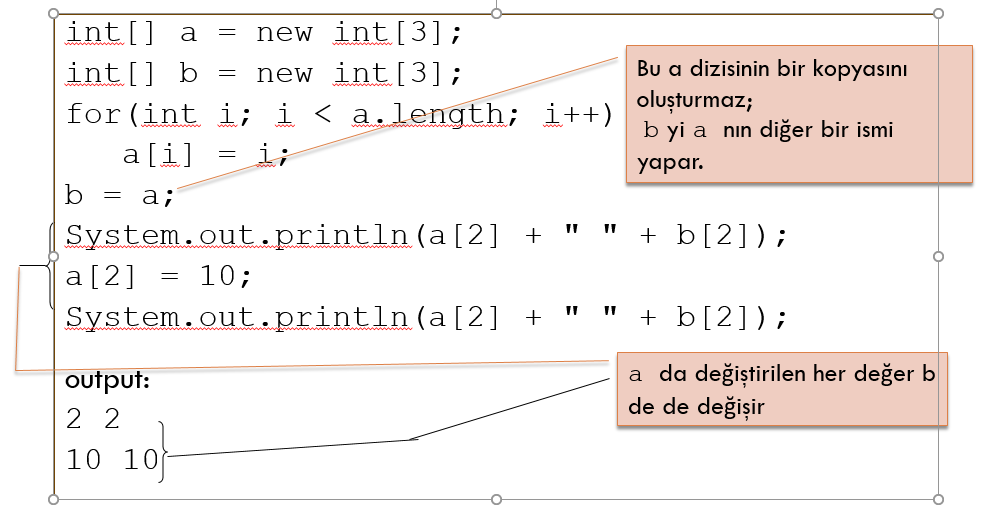 int[] a = new int[3];
int[] b = new int[3];
for(int i; i < a.length; i++)
a[i] = i;
b = a;
System.out.println(a[2] + " " + b[2]);
a[2] = 10;
System.out.println(a[2] + " " + b[2]);
Bu a dizisinin bir kopyasını
oluşturmaz;
b yi a nın diğer bir ismi
yapar.
output:
2 2
10 10
a da değiştirilen her değer b
de de değişir